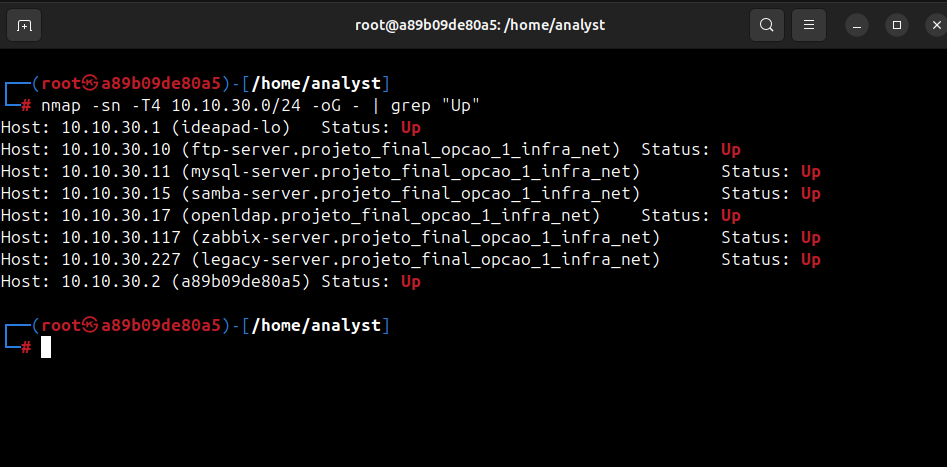 root@a89b09de80a5: /home/analyst
┌──(root㉿a89b09de80a5)-[/home/analyst]
└─# nmap -sn -T4 10.10.30.0/24 -oG - | grep "Up"
Host: 10.10.30.1 (ideapad-lo)	Status: Up
Host: 10.10.30.10 (ftp-server.projeto_final_opcao_1_infra_net)	Status: Up
Host: 10.10.30.11 (mysql-server.projeto_final_opcao_1_infra_net)	Status: Up
Host: 10.10.30.15 (samba-server.projeto_final_opcao_1_infra_net)	Status: Up
Host: 10.10.30.17 (openldap.projeto_final_opcao_1_infra_net)	Status: Up
Host: 10.10.30.117 (zabbix-server.projeto_final_opcao_1_infra_net)	Status: Up
Host: 10.10.30.227 (legacy-server.projeto_final_opcao_1_infra_net)	Status: Up
Host: 10.10.30.2 (a89b09de80a5)	Status: Up
┌──(root㉿a89b09de80a5)-[/home/analyst]
└─#